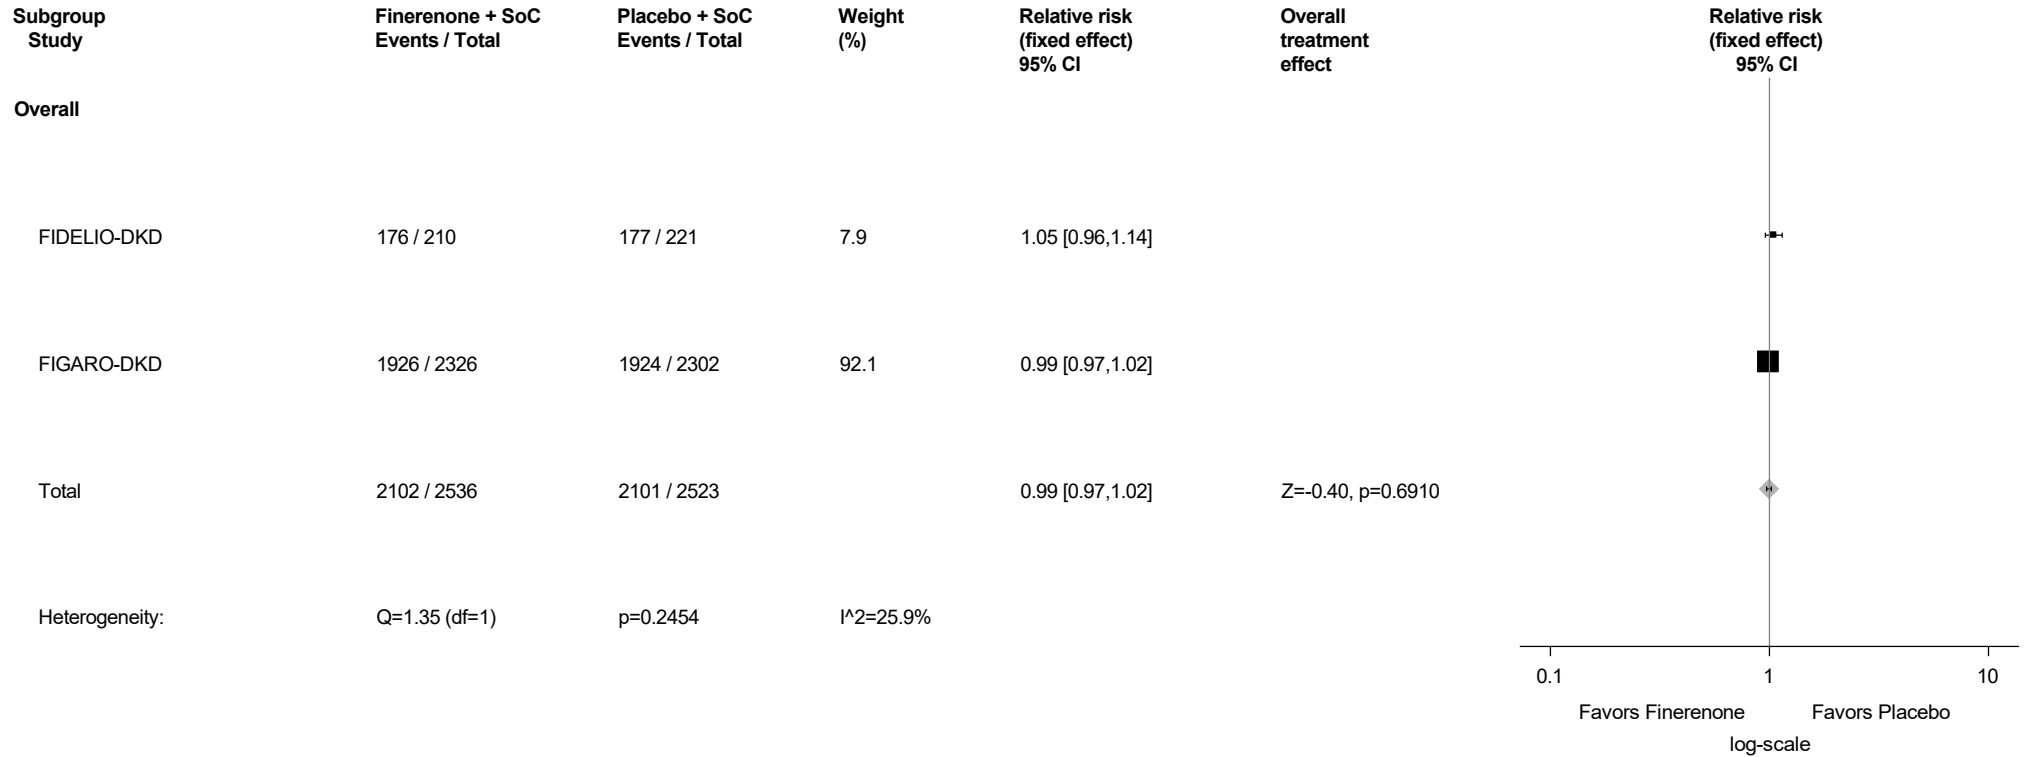 Subgroup Finerenone + SoC Placebo + SoC Weight Relative risk Overall Relative risk
Study Events / Total Events / Total (%) (fixed effect) treatment (fixed effect)
95% CI effect 95% CI
Overall
FIDELIO-DKD 176 / 210 177 / 221 7.9 1.05 [0.96,1.14]
FIGARO-DKD 1926 / 2326 1924 / 2302 92.1 0.99 [0.97,1.02]
Total 2102 / 2536 2101 / 2523 0.99 [0.97,1.02] Z=-0.40, p=0.6910
Heterogeneity: Q=1.35 (df=1) p=0.2454 I^2=25.9%
0.1 1 10
Favors Finerenone Favors Placebo
log-scale